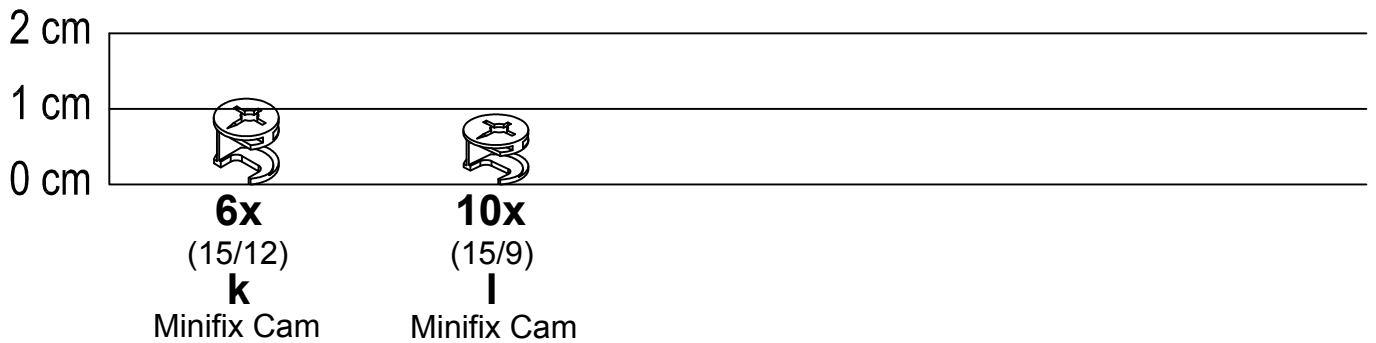 2 cm
1 cm
0 cm
6x
(15/12)
k
Minifix Cam
10x
(15/9)
l
Minifix Cam